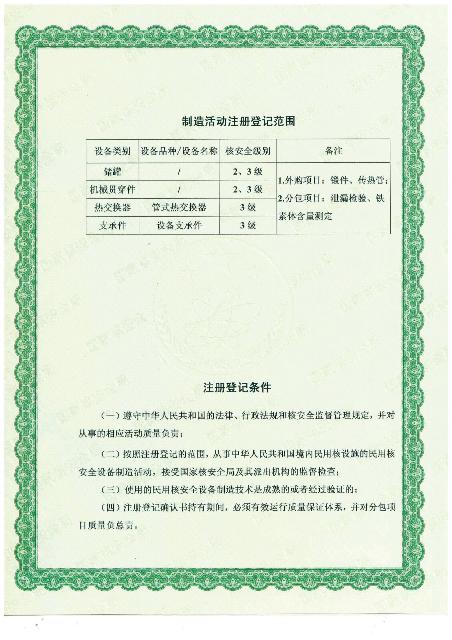 制造活动注册登记范围
设备类别 设备品种/设备名称 核安全级别 备注
储罐 / 2、3级
机械贯穿件 / 2、3级
热交换器 管式热交换器 3级
支承件 设备支承件 3级
1.外购项目：锻件、传热管；
2.分包项目：泄漏检验、铁
素体含量测定
注册登记条件
（一）遵守中华人民共和国的法律、行政法规和核安全监督管理规定，并对
从事的相应活动质量负责；
（二）按照注册登记的范围，从事中华人民共和国境内民用核设施的民用核
安全设备制造活动，接受国家核安全局及其派出机构的监督检查；
（三）使用的民用核安全设备制造技术是成熟的或者经过验证的；
（四）注册登记确认书持有期间，必须有效运行质量保证体系，并对分包项
目质量负总责。